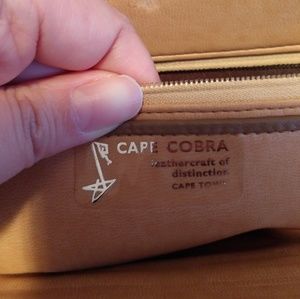 CAPE COBRA
leathercraft of
distinction
CAPE TOWN